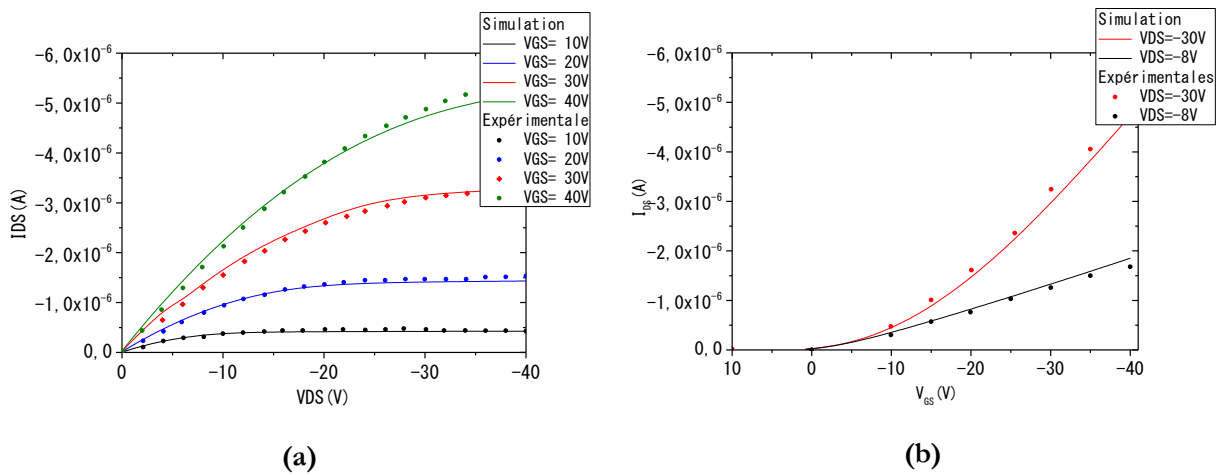 Simulation
VGS= 10V
VGS= 20V
VGS= 30V
VGS= 40V
Expérimentale
VGS= 10V
VGS= 20V
VGS= 30V
VGS= 40V
-6,0x10⁻⁶
-5,0x10⁻⁶
-4,0x10⁻⁶
-3,0x10⁻⁶
-2,0x10⁻⁶
-1,0x10⁻⁶
0,0
IDS(A)
0 -10 -20 -30 -40
VDS(V)
(a)
Simulation
VDS=-30V
VDS=-8V
Expérimentales
VDS=-30V
VDS=-8V
-6,0x10⁻⁶
-5,0x10⁻⁶
-4,0x10⁻⁶
-3,0x10⁻⁶
-2,0x10⁻⁶
-1,0x10⁻⁶
0,0
I_DS(A)
10 0 -10 -20 -30 -40
V_GS(V)
(b)